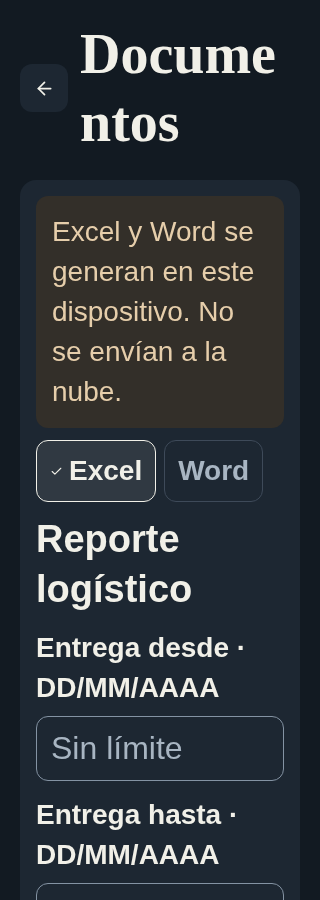 Docume
ntos
Excel y Word se
generan en este
dispositivo. No
se envían a la
nube.
Excel
Word
Reporte
logístico
Entrega desde ·
DD/MM/AAAA
Sin límite
Entrega hasta ·
DD/MM/AAAA